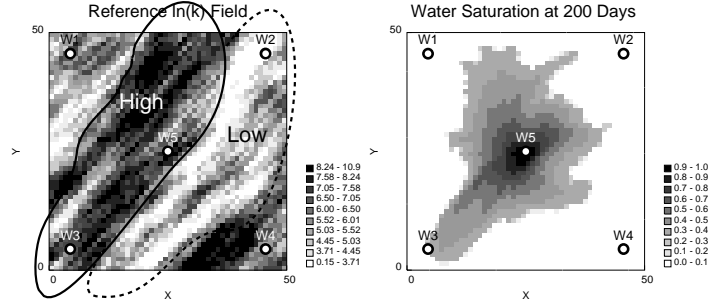 Reference ln(k) Field
50
W1
W2
High
Low
W5
Y
8.24 - 10.9
7.58 - 8.24
7.05 - 7.58
6.50 - 7.05
6.00 - 6.50
5.52 - 6.01
5.03 - 5.52
4.45 - 5.03
3.71 - 4.45
0.15 - 3.71
W3
W4
0
0
50
X
Water Saturation at 200 Days
50
W1
W2
W5
Y
0.9 - 1.0
0.8 - 0.9
0.7 - 0.8
0.6 - 0.7
0.5 - 0.6
0.4 - 0.5
0.3 - 0.4
0.2 - 0.3
0.1 - 0.2
0.0 - 0.1
W3
W4
0
0
50
X